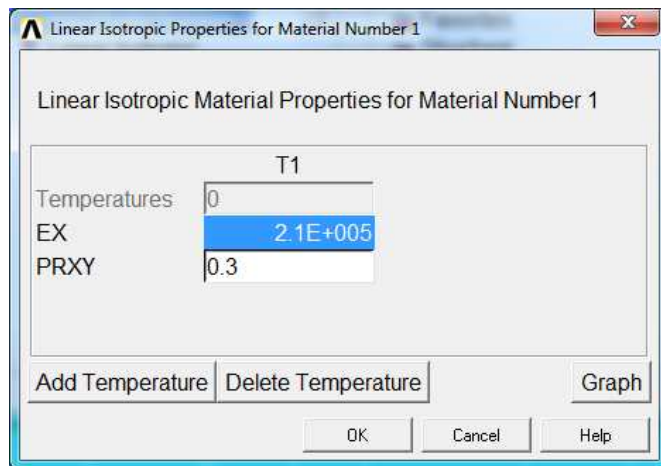 Linear Isotropic Properties for Material Number 1
Linear Isotropic Material Properties for Material Number 1
T1
Temperatures 0
EX 2.1E+005
PRXY 0.3
Add Temperature Delete Temperature Graph
OK Cancel Help